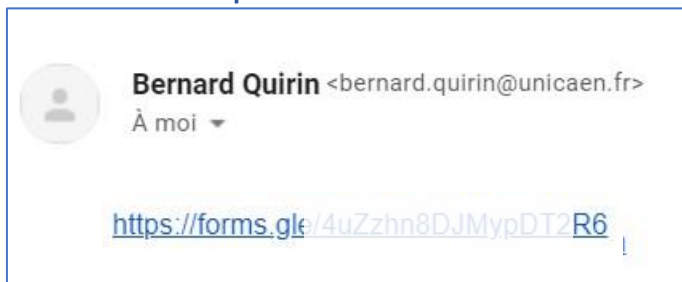 Bernard Quirin <bernard.quirin@unicaen.fr>
À moi
https://forms.gle/4uZzhn8DJMypDT2R6